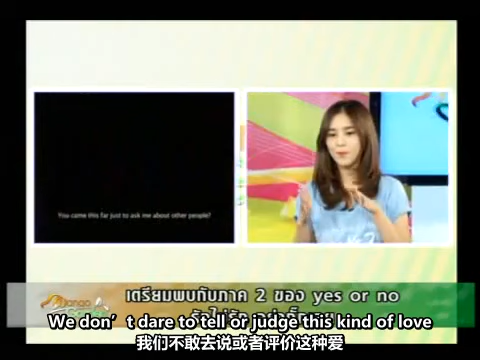 You came this far just to ask me about other people?
Mango
เตรียมพบกับภาค 2 ของ yes or no
We don't dare to tell or judge this kind of love
我们不敢去说或者评价这种爱